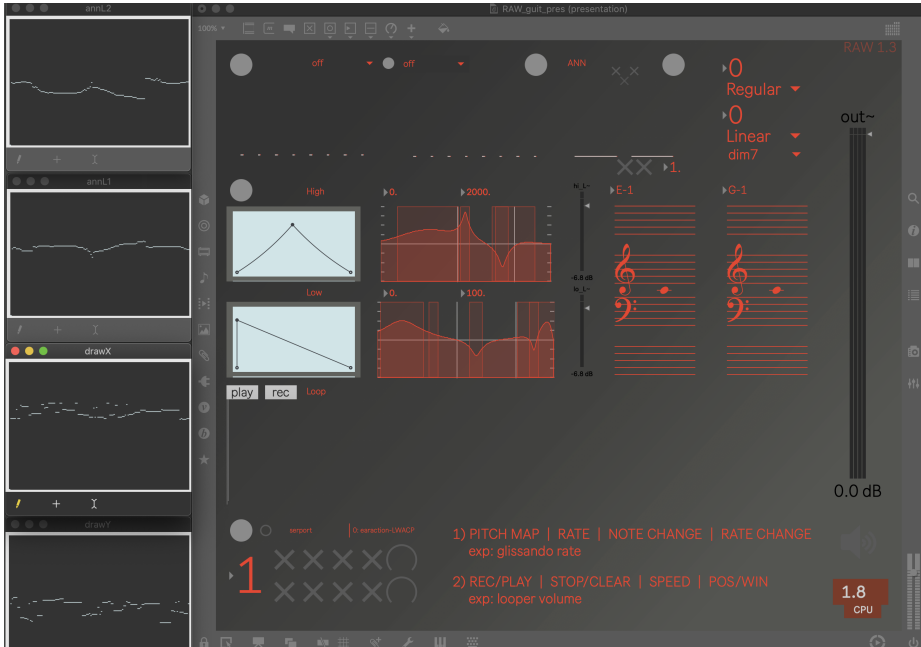 annL2
RAW_guit_pres (presentation)
100%
RAW 1.3
off
off
ANN
0
Regular
0
out~
Linear
dim7
1.
annL1
High
0.
2000.
hi_L~
E-1
G-1
-6.8 dB
Low
0.
100.
lo_L~
drawX
-6.8 dB
play
rec
Loop
0.0 dB
drawY
serport
1) PITCH MAP | RATE | NOTE CHANGE | RATE CHANGE
exp: glissando rate
1
2) REC/PLAY | STOP/CLEAR | SPEED | POS/WIN
exp: looper volume
1.8
CPU